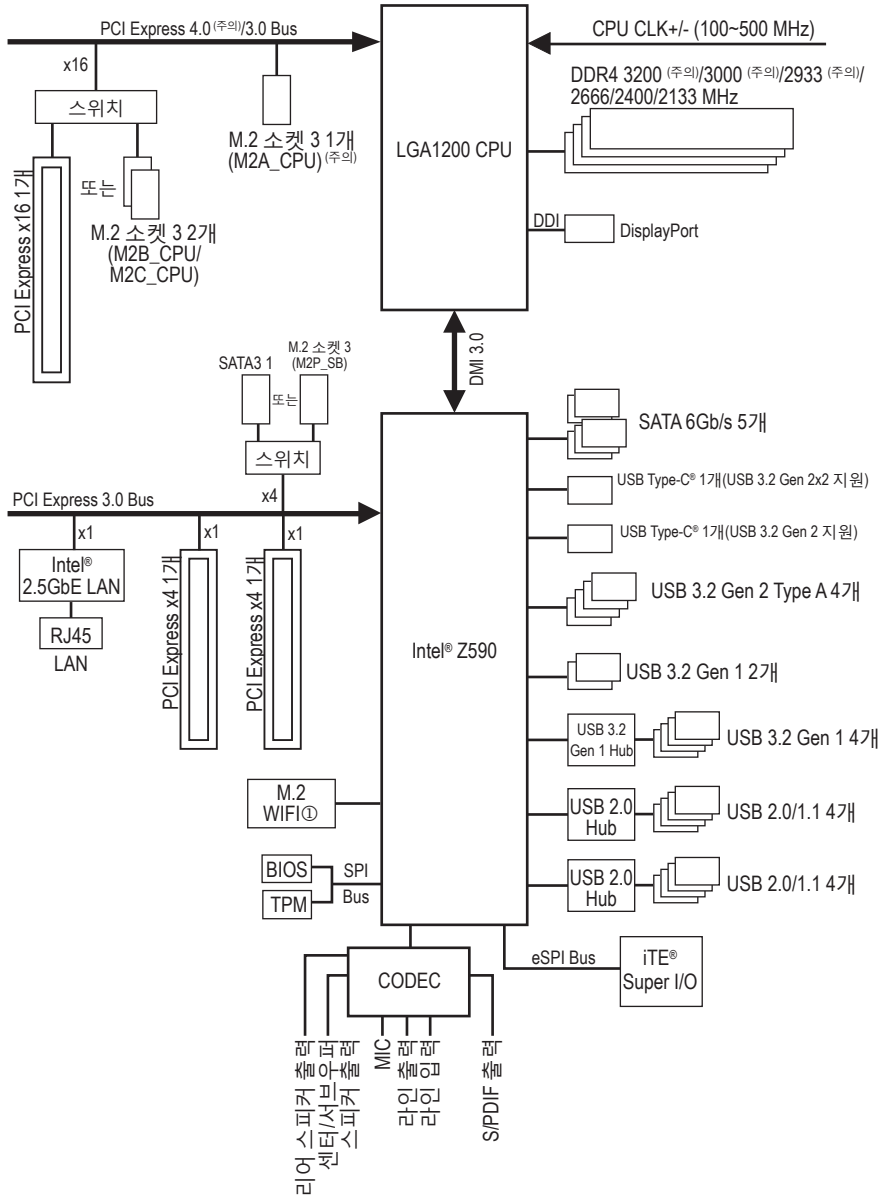 PCI Express 4.0 (주의)/3.0 Bus
CPU CLK+/- (100~500 MHz)
x16
스위치
또는
PCI Express x16 1개
M.2 소켓 3 2개
(M2B_CPU/
M2C_CPU)
M.2 소켓 3 1개
(M2A_CPU) (주의)
LGA1200 CPU
DDR4 3200 (주의)/3000 (주의)/2933 (주의)/
2666/2400/2133 MHz
DDI
DisplayPort
DMI 3.0
SATA3 1
M.2 소켓 3
(M2P_SB)
또는
스위치
x4
PCI Express 3.0 Bus
x1
x1
x1
Intel®
2.5GbE LAN
RJ45
LAN
PCI Express x4 1개
PCI Express x4 1개
Intel® Z590
SATA 6Gb/s 5개
USB Type-C® 1개(USB 3.2 Gen 2x2 지원)
USB Type-C® 1개(USB 3.2 Gen 2 지원)
USB 3.2 Gen 2 Type A 4개
USB 3.2 Gen 1 2개
USB 3.2
Gen 1 Hub
USB 3.2 Gen 1 4개
USB 2.0
Hub
USB 2.0/1.1 4개
USB 2.0
Hub
USB 2.0/1.1 4개
M.2
WIFI①
BIOS
TPM
SPI
Bus
CODEC
eSPI Bus
iTE®
Super I/O
리어 스피커 출력
센터/서브우퍼
스피커 출력
MIC
라인 출력
라인 입력
S/PDIF 출력